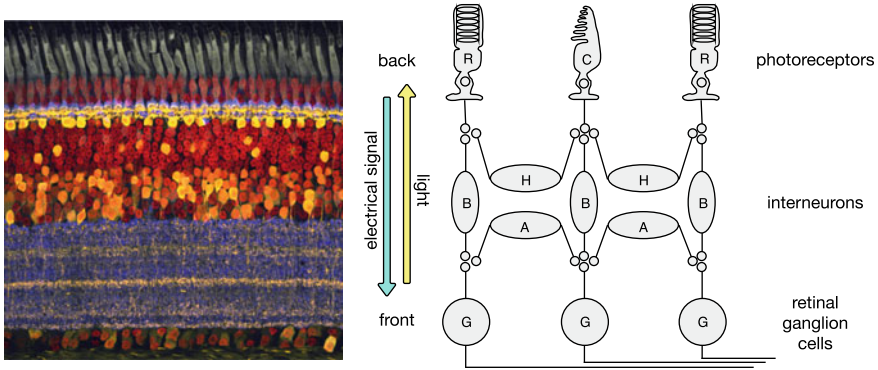 back
electrical signal
light
front
R
C
R
photoreceptors
H
H
B
B
B
interneurons
A
A
G
G
G
retinal
ganglion
cells